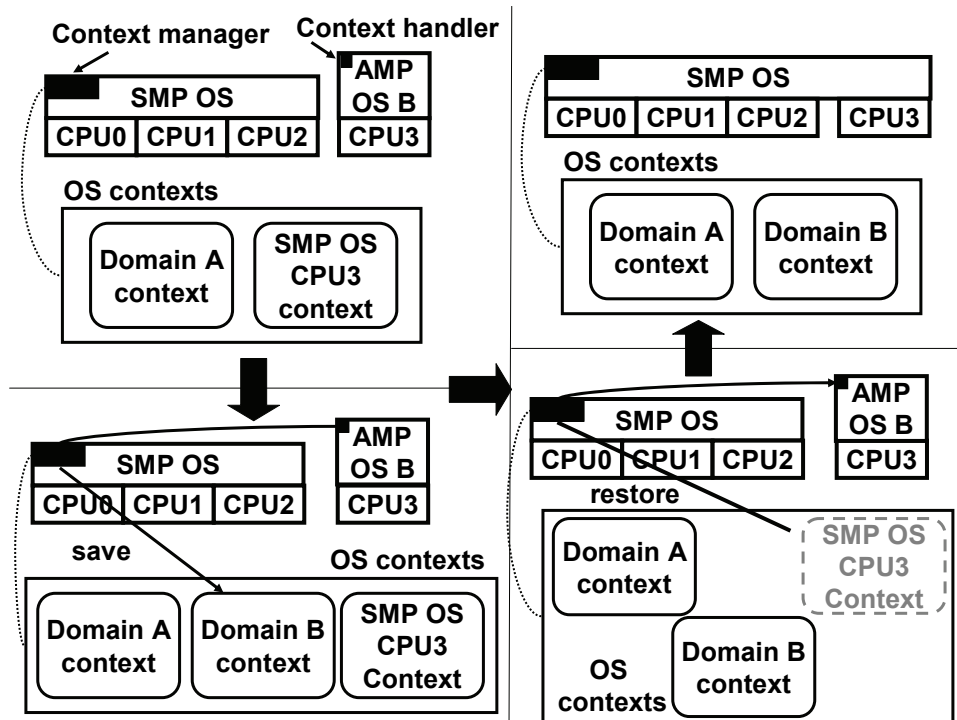 Context manager
Context handler
AMP
OS B
SMP OS
CPU0 CPU1 CPU2 CPU3
OS contexts
Domain A
context
SMP OS
CPU3
context
SMP OS
CPU0 CPU1 CPU2 CPU3
OS contexts
Domain A
context
Domain B
context
AMP
OS B
SMP OS
CPU0 CPU1 CPU2 CPU3
save
OS contexts
Domain A
context
Domain B
context
SMP OS
CPU3
Context
AMP
OS B
SMP OS
CPU0 CPU1 CPU2 CPU3
restore
Domain A
context
SMP OS
CPU3
Context
Domain B
context
OS
contexts